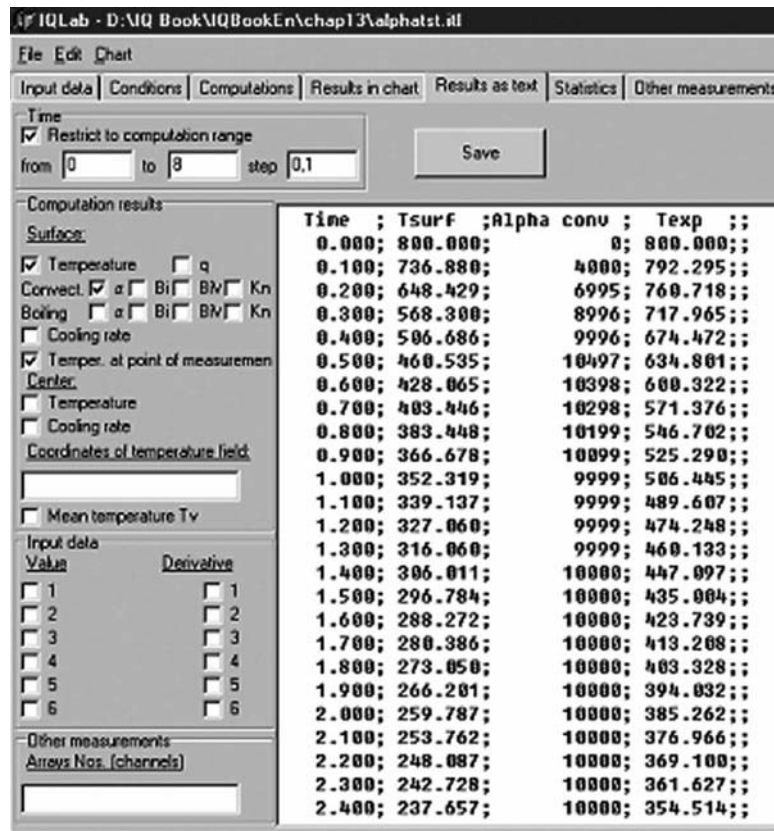 IQLab - D:\IQ Book\IQBookEn\chap13\alphatst.itl
File Edit Chart
Input data Conditions Computations Results in chart Results as text Statistics Other measurements
Time
Restrict to computation range
from 0 to 8 step 0,1
Save
Computation results
Surface:
Temperature q
Convect. α Bi BiV Kn
Boiling α Bi BiV Kn
Cooling rate
Temper. at point of measuremen
Center:
Temperature
Cooling rate
Coordinates of temperature field:
Mean temperature Tv
Input data
Value Derivative
1 1
2 2
3 3
4 4
5 5
6 6
Other measurements
Arrays Nos. (channels)
Time ; Tsurf ;Alpha conv ; Texp ;;
0.000; 800.000; 0; 800.000;;
0.100; 736.880; 4000; 792.295;;
0.200; 648.429; 6995; 760.718;;
0.300; 568.300; 8996; 717.965;;
0.400; 506.686; 9996; 674.472;;
0.500; 460.535; 10497; 634.801;;
0.600; 428.065; 10398; 600.322;;
0.700; 403.446; 10298; 571.376;;
0.800; 383.448; 10199; 546.702;;
0.900; 366.678; 10099; 525.290;;
1.000; 352.319; 9999; 506.445;;
1.100; 339.137; 9999; 489.607;;
1.200; 327.060; 9999; 474.248;;
1.300; 316.060; 9999; 460.133;;
1.400; 306.011; 10000; 447.097;;
1.500; 296.784; 10000; 435.004;;
1.600; 288.272; 10000; 423.739;;
1.700; 280.386; 10000; 413.208;;
1.800; 273.050; 10000; 403.328;;
1.900; 266.201; 10000; 394.032;;
2.000; 259.787; 10000; 385.262;;
2.100; 253.762; 10000; 376.966;;
2.200; 248.087; 10000; 369.100;;
2.300; 242.728; 10000; 361.627;;
2.400; 237.657; 10000; 354.514;;